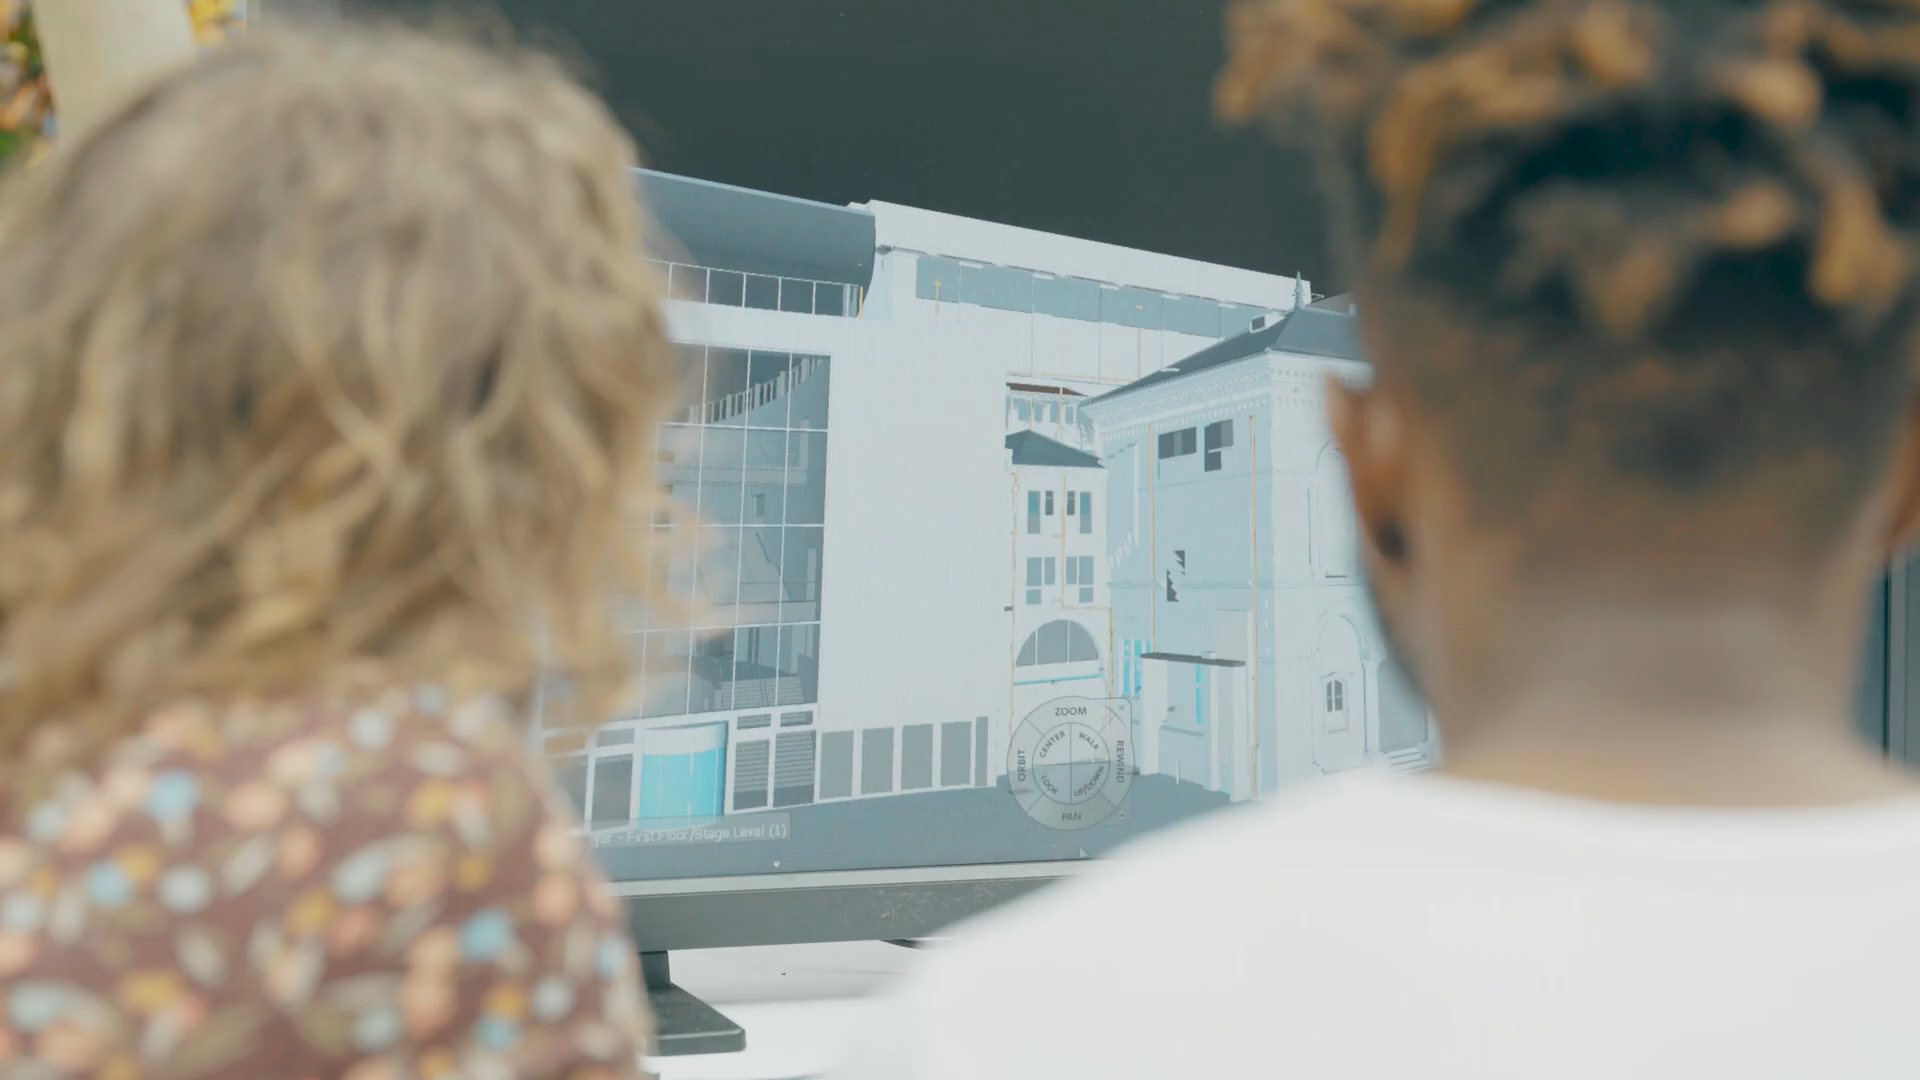 ZOOM
CENTER
WALK
ORBIT
REWIND
LOOK
UP/DOWN
PAN
- First Floor/Stage Level (1)